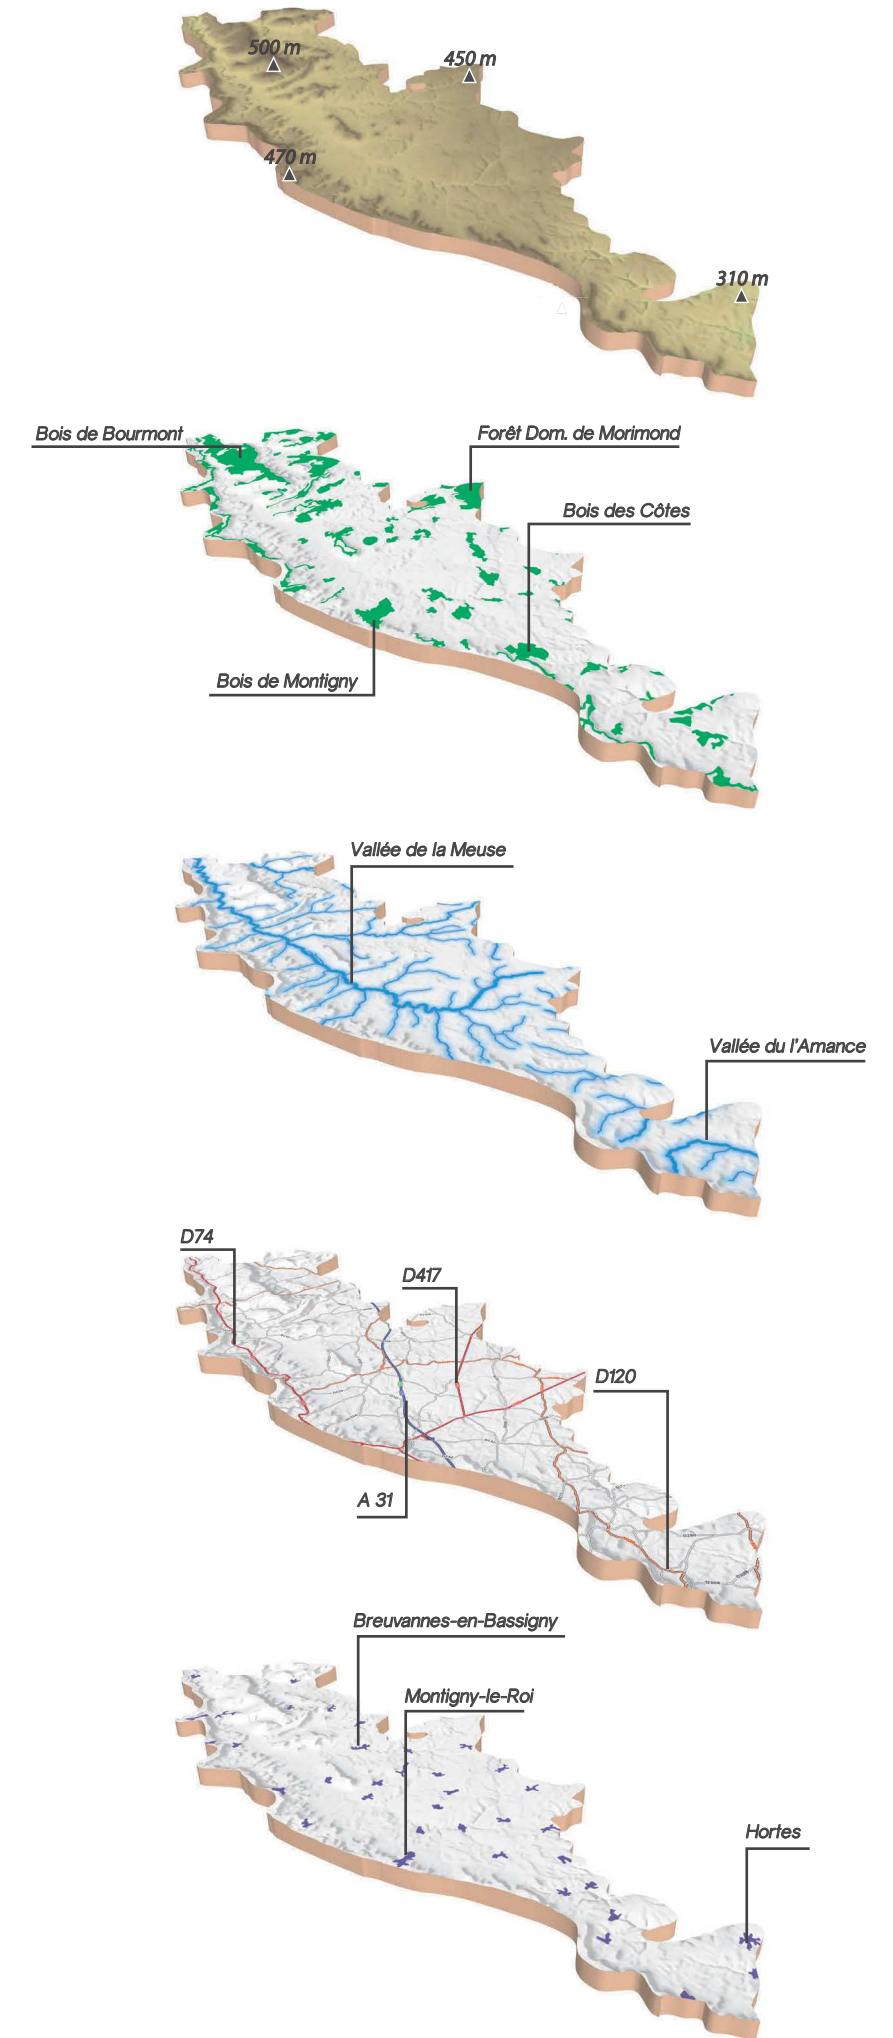 500 m
450 m
470 m
310 m
Bois de Bourmont
Forêt Dom. de Morimond
Bois des Côtes
Bois de Montigny
Vallée de la Meuse
Vallée du l'Amance
D74
D417
D120
A 31
Breuvannes-en-Bassigny
Montigny-le-Roi
Hortes